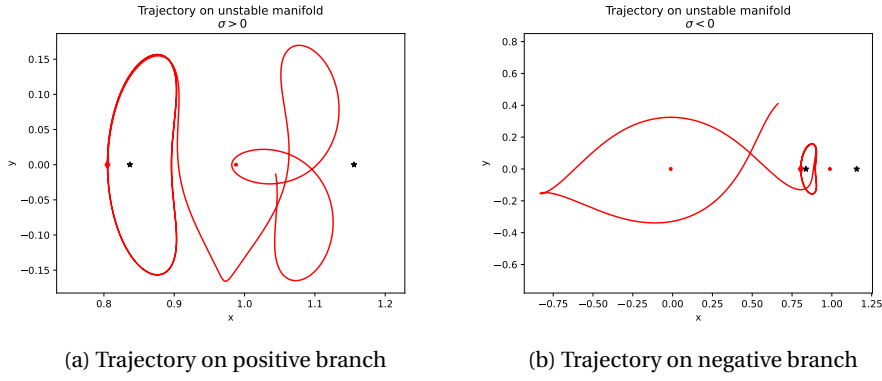 Trajectory on unstable manifold
σ > 0
0.15
0.10
0.05
0.00
−0.05
−0.10
−0.15
y
0.8 0.9 1.0 1.1 1.2
x
(a) Trajectory on positive branch
Trajectory on unstable manifold
σ < 0
0.8
0.6
0.4
0.2
0.0
−0.2
−0.4
−0.6
y
−0.75 −0.50 −0.25 0.00 0.25 0.50 0.75 1.00 1.25
x
(b) Trajectory on negative branch